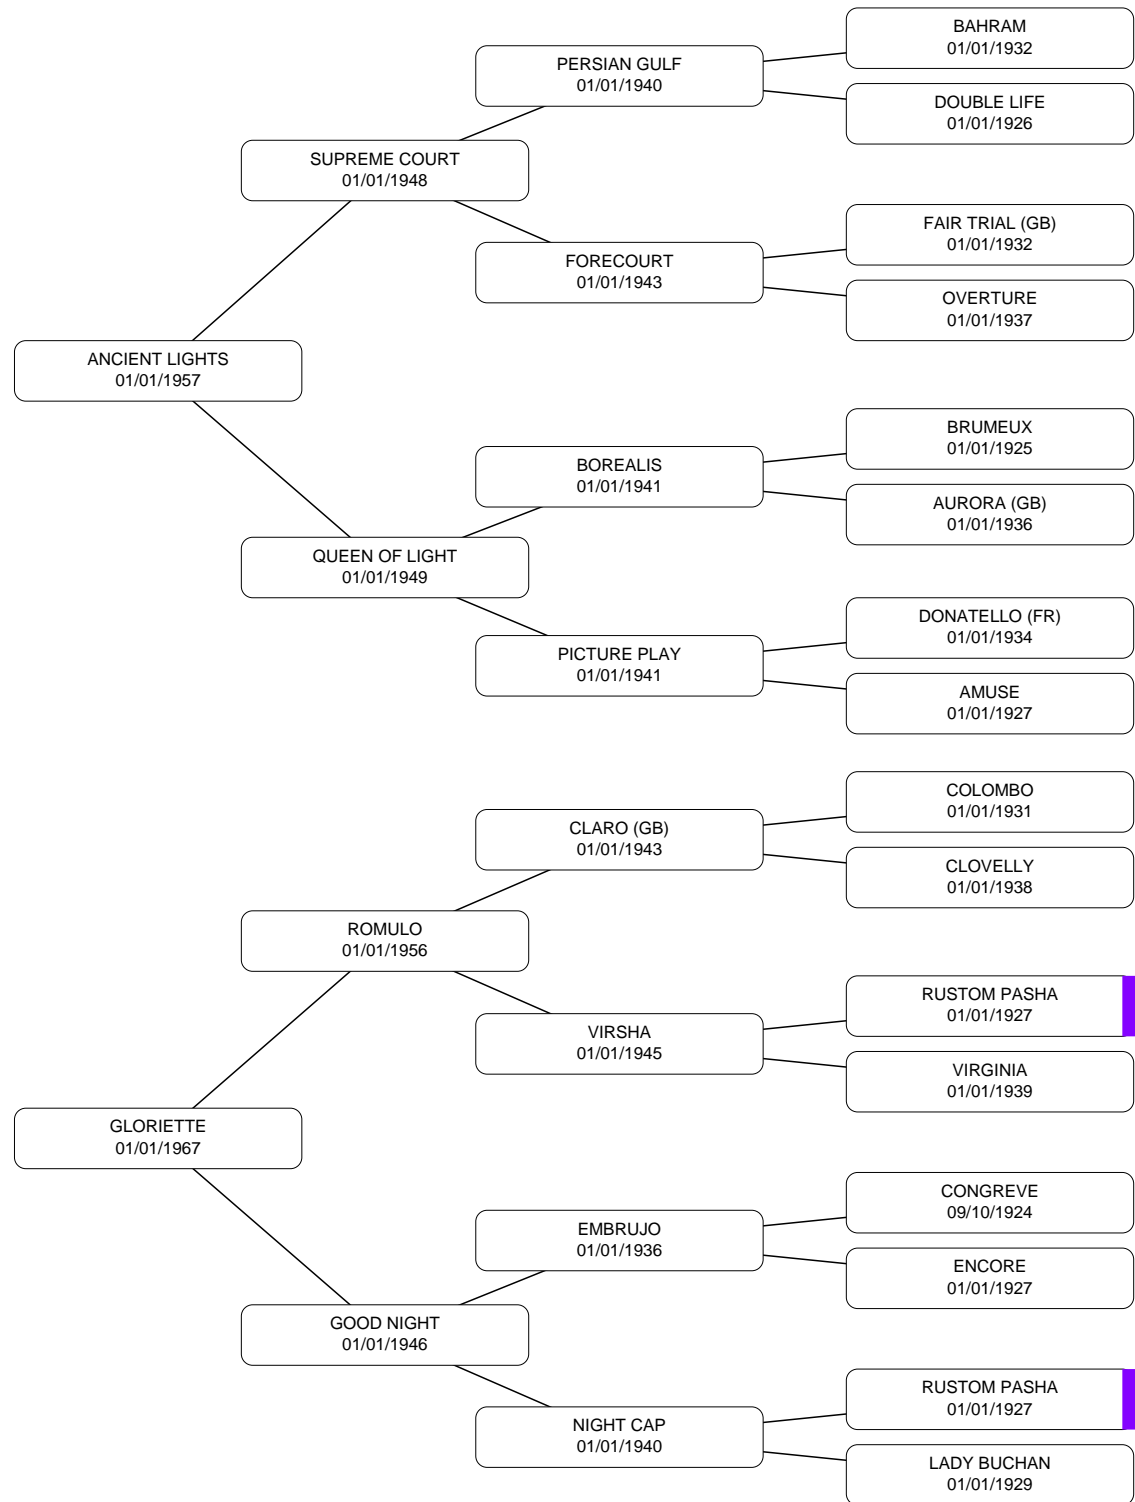 BAHRAM
01/01/1932
PERSIAN GULF
01/01/1940
DOUBLE LIFE
01/01/1926
SUPREME COURT
01/01/1948
FAIR TRIAL (GB)
01/01/1932
FORECOURT
01/01/1943
OVERTURE
01/01/1937
ANCIENT LIGHTS
01/01/1957
BRUMEUX
01/01/1925
BOREALIS
01/01/1941
AURORA (GB)
01/01/1936
QUEEN OF LIGHT
01/01/1949
DONATELLO (FR)
01/01/1934
PICTURE PLAY
01/01/1941
AMUSE
01/01/1927
COLOMBO
01/01/1931
CLARO (GB)
01/01/1943
CLOVELLY
01/01/1938
ROMULO
01/01/1956
RUSTOM PASHA
01/01/1927
VIRSHA
01/01/1945
VIRGINIA
01/01/1939
GLORIETTE
01/01/1967
CONGREVE
09/10/1924
EMBRUJO
01/01/1936
ENCORE
01/01/1927
GOOD NIGHT
01/01/1946
RUSTOM PASHA
01/01/1927
NIGHT CAP
01/01/1940
LADY BUCHAN
01/01/1929